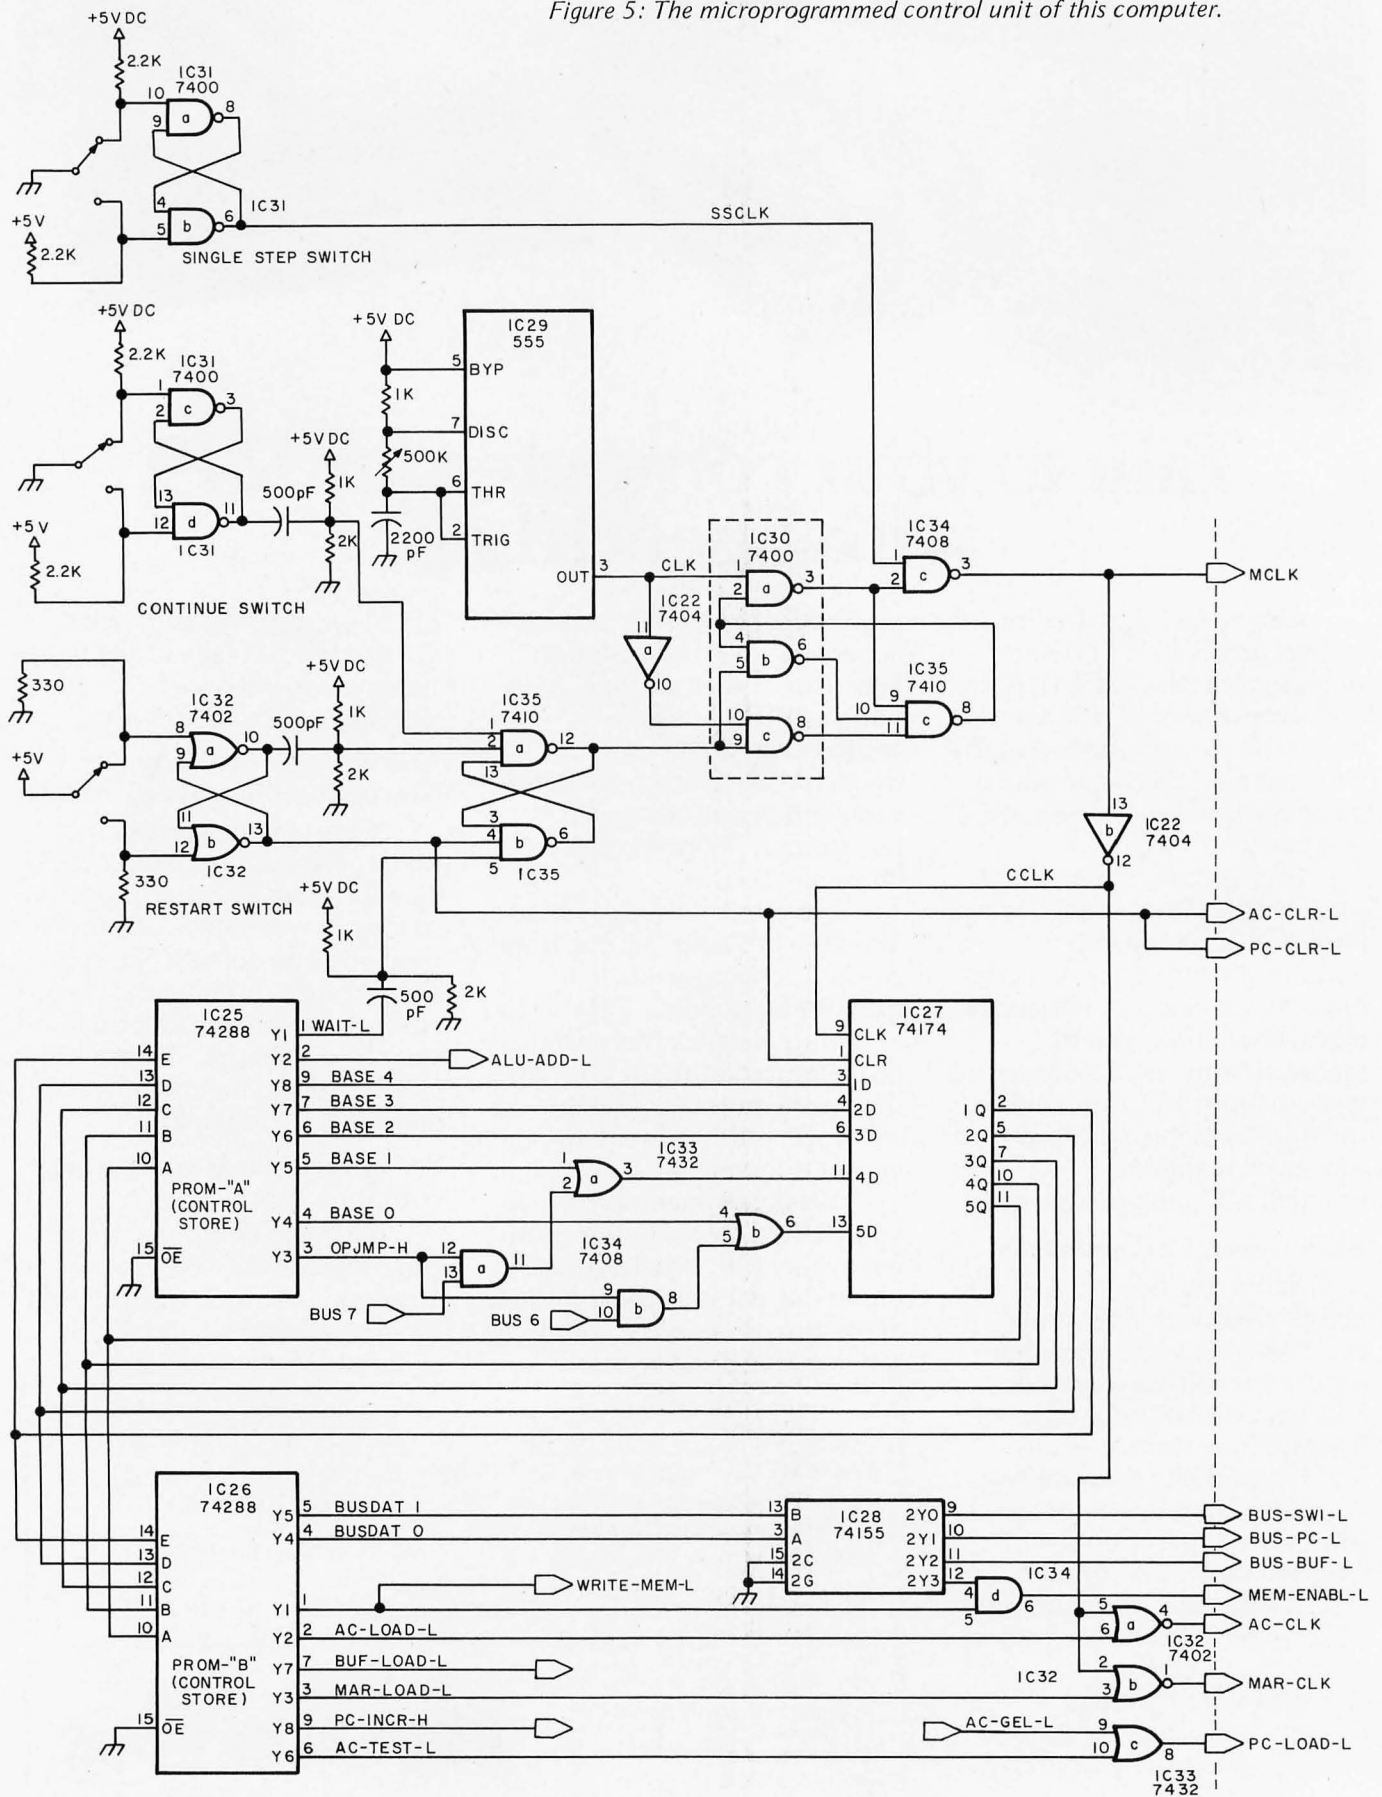 Figure 5: The microprogrammed control unit of this computer.
+5V DC
2.2K
IC31
7400
10
9
a
8
4
5
b
6
IC31
+5V
2.2K
SINGLE STEP SWITCH
SSCLK
+5V DC
2.2K
IC31
7400
1
2
c
3
13
12
d
11
IC31
+5V
2.2K
CONTINUE SWITCH
500pF
+5V DC
1K
2K
+5V DC
1K
500K
2200
pF
IC29
555
5
BYP
7
DISC
6
THR
2
TRIG
OUT
3
CLK
IC22
7404
11
a
10
IC30
7400
1
2
a
3
4
5
b
6
10
9
c
8
IC34
7408
1
2
c
3
MCLK
IC35
7410
9
10
11
c
8
330
+5V
IC32
7402
8
9
a
10
11
12
b
13
IC32
330
RESTART SWITCH
500pF
+5V DC
1K
2K
IC35
7410
1
2
13
a
12
3
4
5
b
6
IC35
13
b
12
IC22
7404
CCLK
AC-CLR-L
PC-CLR-L
+5V DC
1K
500
pF
2K
IC25
74288
Y1
1
WAIT-L
Y2
2
ALU-ADD-L
Y8
9
BASE 4
Y7
7
BASE 3
Y6
6
BASE 2
Y5
5
BASE 1
Y4
4
BASE 0
Y3
3
OPJMP-H
14
E
13
D
12
C
11
B
10
A
PROM-"A"
(CONTROL
STORE)
15
OE
IC33
7432
1
2
a
3
4
5
b
6
IC34
7408
12
13
a
11
9
10
b
8
BUS 7
BUS 6
IC27
74174
9
CLK
1
CLR
3
1D
4
2D
6
3D
11
4D
13
5D
1Q
2
2Q
5
3Q
7
4Q
10
5Q
11
IC26
74288
Y5
5
BUSDAT 1
Y4
4
BUSDAT 0
14
E
13
D
12
C
11
B
10
A
Y1
1
WRITE-MEM-L
Y2
2
AC-LOAD-L
Y7
7
BUF-LOAD-L
Y3
3
MAR-LOAD-L
Y8
9
PC-INCR-H
Y6
6
AC-TEST-L
PROM-"B"
(CONTROL
STORE)
15
OE
IC28
74155
13
B
3
A
15
2C
14
2G
2Y0
9
2Y1
10
2Y2
11
2Y3
12
BUS-SWI-L
BUS-PC-L
BUS-BUF-L
IC34
4
5
d
6
MEM-ENABL-L
5
6
a
4
AC-CLK
IC32
7402
IC32
2
3
b
1
MAR-CLK
AC-GEL-L
9
10
c
8
PC-LOAD-L
IC33
7432